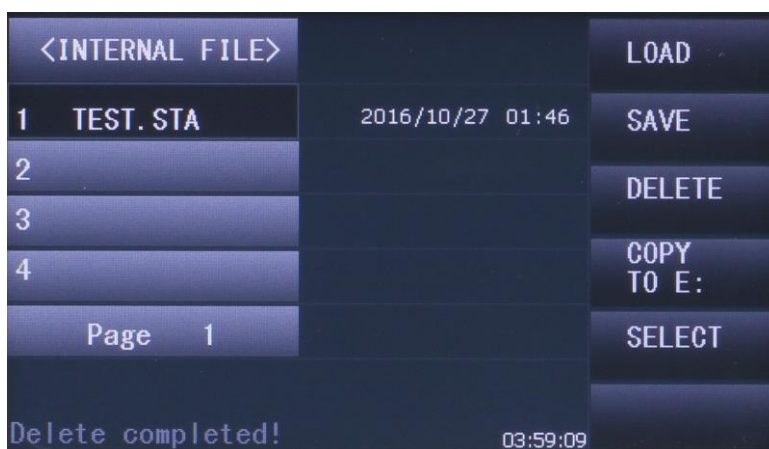 <INTERNAL FILE>
LOAD
1 TEST.STA 2016/10/27 01:46
SAVE
2
DELETE
3
4
COPY
TO E:
Page 1
SELECT
Delete completed!
03:59:09